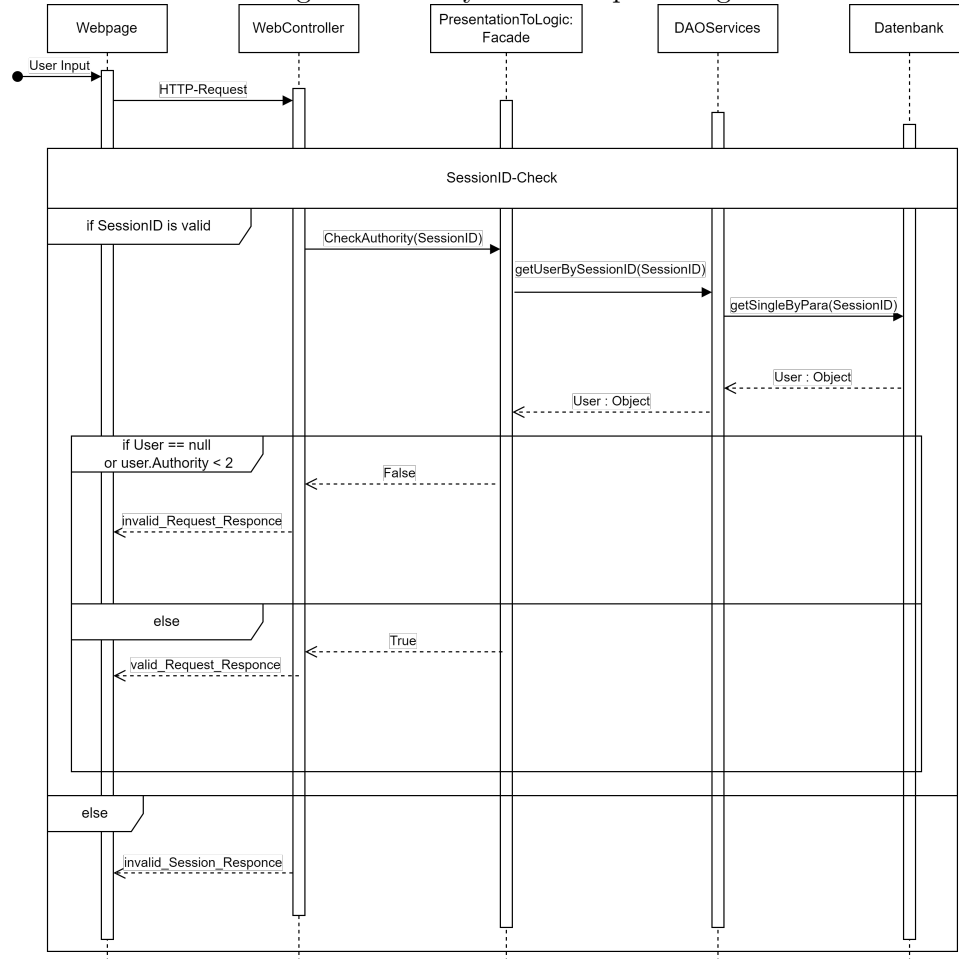 Webpage
WebController
PresentationToLogic:
Facade
DAOServices
Datenbank
User Input
HTTP-Request
SessionID-Check
if SessionID is valid
CheckAuthority(SessionID)
getUserBySessionID(SessionID)
getSingleByPara(SessionID)
User : Object
User : Object
if User == null
or user.Authority < 2
False
invalid_Request_Responce
else
True
valid_Request_Responce
else
invalid_Session_Responce